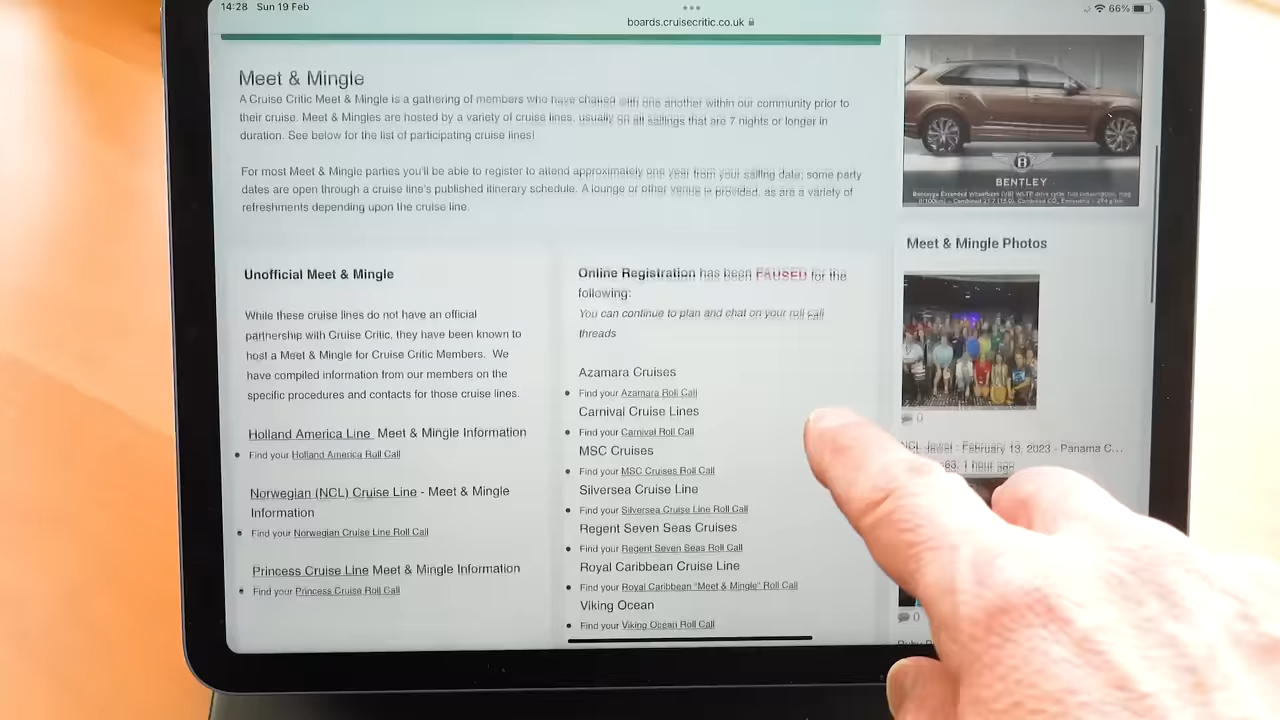 14:28 Sun 19 Feb
66%
boards.cruisecritic.co.uk
Meet & Mingle
A Cruise Critic Meet & Mingle is a gathering of members who have chatted with one another within our community prior to
their cruise. Meet & Mingles are hosted by a variety of cruise lines, usually on all sailings that are 7 nights or longer in
duration. See below for the list of participating cruise lines!
For most Meet & Mingle parties you'll be able to register to attend approximately one year from your sailing date; some party
dates are open through a cruise line's published itinerary schedule. A lounge or other venue is provided, as are a variety of
refreshments depending upon the cruise line.
Unofficial Meet & Mingle
While these cruise lines do not have an official
partnership with Cruise Critic, they have been known to
host a Meet & Mingle for Cruise Critic Members. We
have compiled information from our members on the
specific procedures and contacts for those cruise lines.
Holland America Line Meet & Mingle Information
Find your Holland America Roll Call
Norwegian (NCL) Cruise Line - Meet & Mingle
Information
Find your Norwegian Cruise Line Roll Call
Princess Cruise Line Meet & Mingle Information
Find your Princess Cruise Roll Call
Online Registration has been PAUSED for the
following:
You can continue to plan and chat on your roll call
threads
Azamara Cruises
Find your Azamara Roll Call
Carnival Cruise Lines
Find your Carnival Roll Call
MSC Cruises
Find your MSC Cruises Roll Call
Silversea Cruise Line
Find your Silversea Cruise Line Roll Call
Regent Seven Seas Cruises
Find your Regent Seven Seas Roll Call
Royal Caribbean Cruise Line
Find your Royal Caribbean "Meet & Mingle" Roll Call
Viking Ocean
Find your Viking Ocean Roll Call
B
BENTLEY
Meet & Mingle Photos
0
NCL Jewel - February 13, 2023 - Panama C...
63, 1 hour ago
0